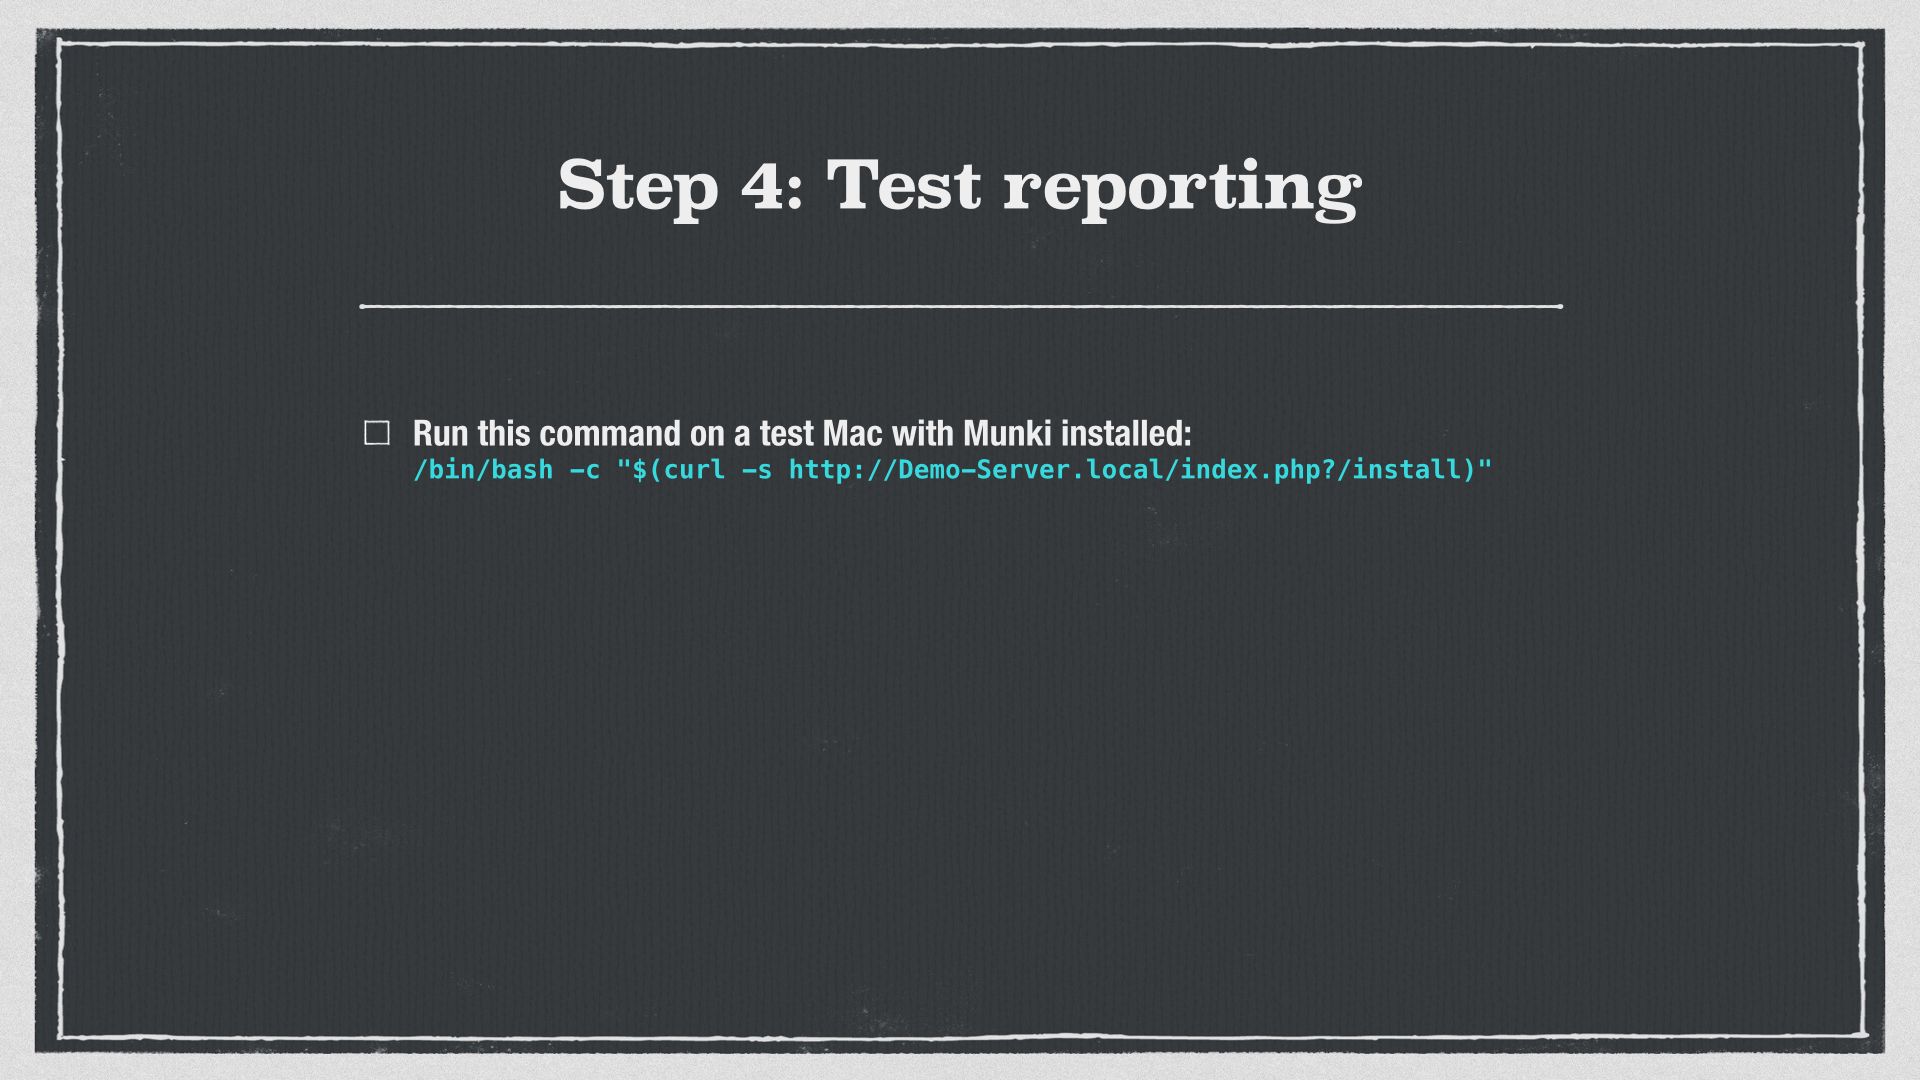 Step 4: Test reporting
Run this command on a test Mac with Munki installed:
/bin/bash -c "$(curl -s http://Demo-Server.local/index.php?/install)"